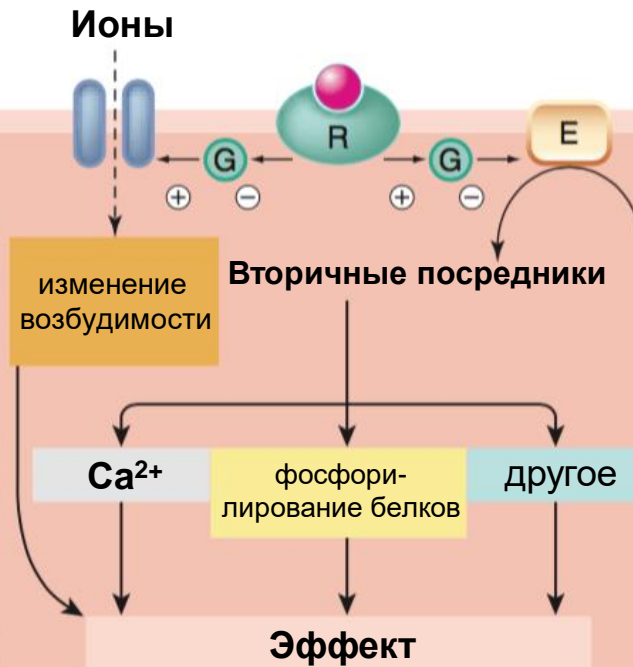 Ионы
R
E
G
G
+
−
+
−
Вторичные посредники
изменение
возбудимости
Ca²⁺
фосфори-
лирование белков
другое
Эффект